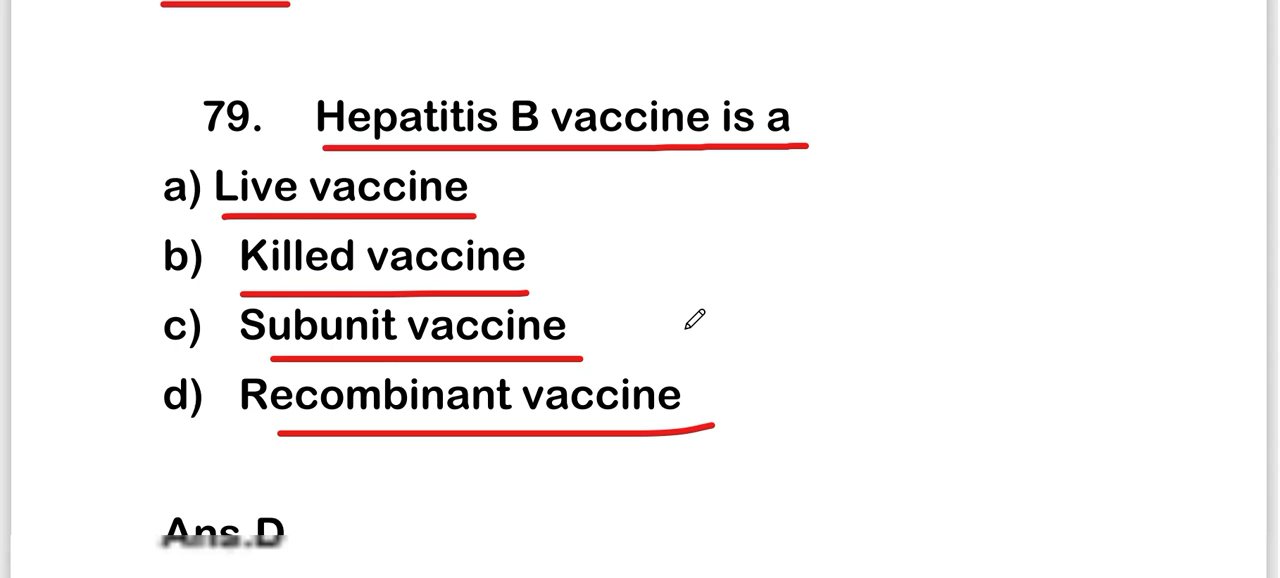 79. Hepatitis B vaccine is a
a) Live vaccine
b) Killed vaccine
c) Subunit vaccine
d) Recombinant vaccine
Ans.D